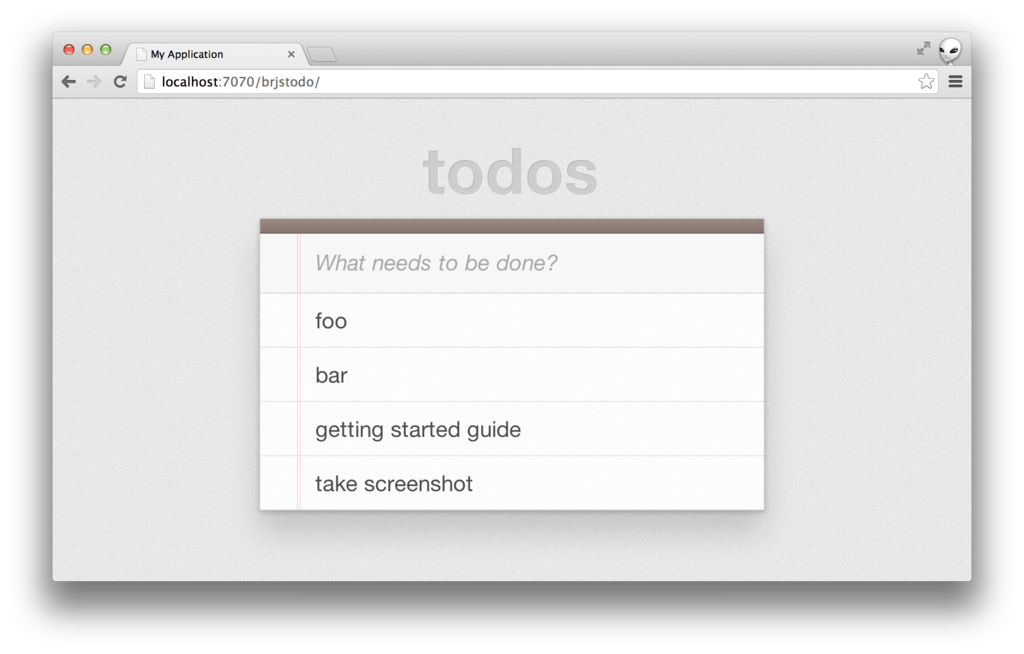 My Application
localhost:7070/brjstodo/
todos
What needs to be done?
foo
bar
getting started guide
take screenshot